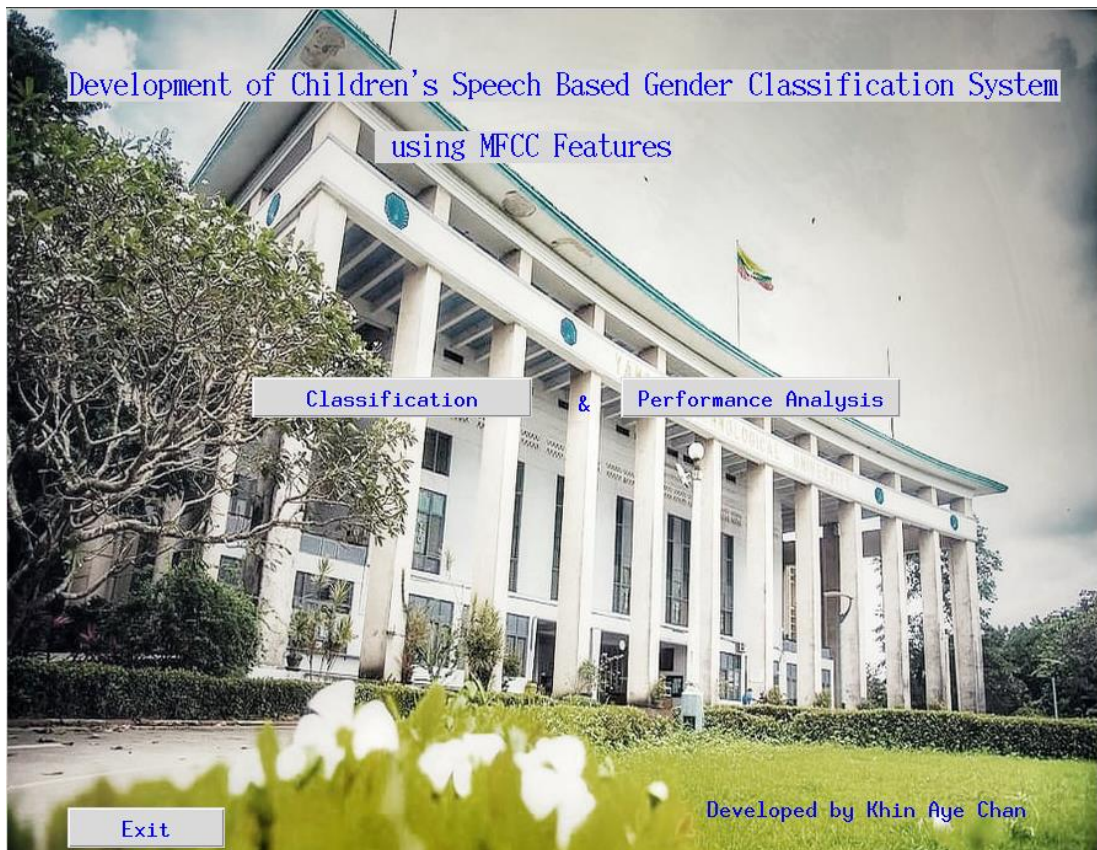 Development of Children's Speech Based Gender Classification System
using MFCC Features
Classification & Performance Analysis
UNIVERSITY
Developed by Khin Aye Chan
Exit